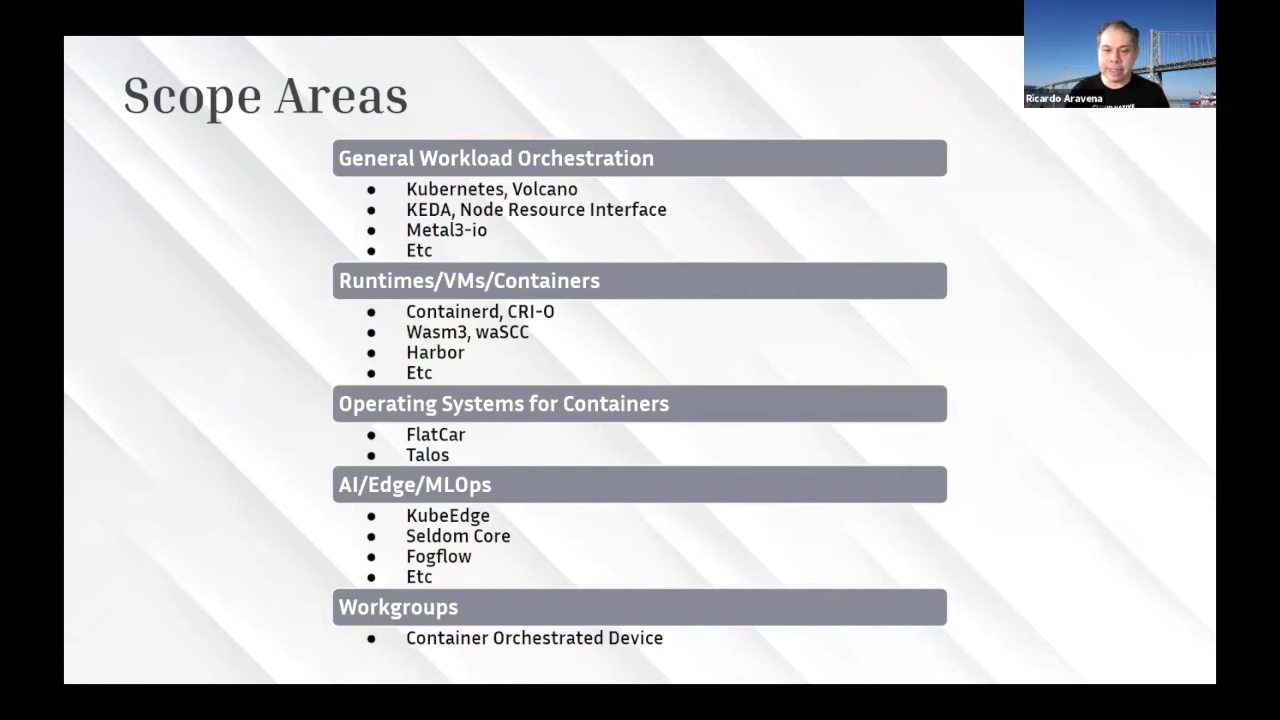 Scope Areas
Ricardo Aravena
General Workload Orchestration
● Kubernetes, Volcano
● KEDA, Node Resource Interface
● Metal3-io
● Etc
Runtimes/VMs/Containers
● Containerd, CRI-O
● Wasm3, waSCC
● Harbor
● Etc
Operating Systems for Containers
● FlatCar
● Talos
AI/Edge/MLOps
● KubeEdge
● Seldom Core
● Fogflow
● Etc
Workgroups
● Container Orchestrated Device